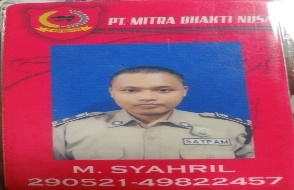 PT. MITRA BHAKTI NUSA
SATPAM
M. SYAHRIL
290521-49822457